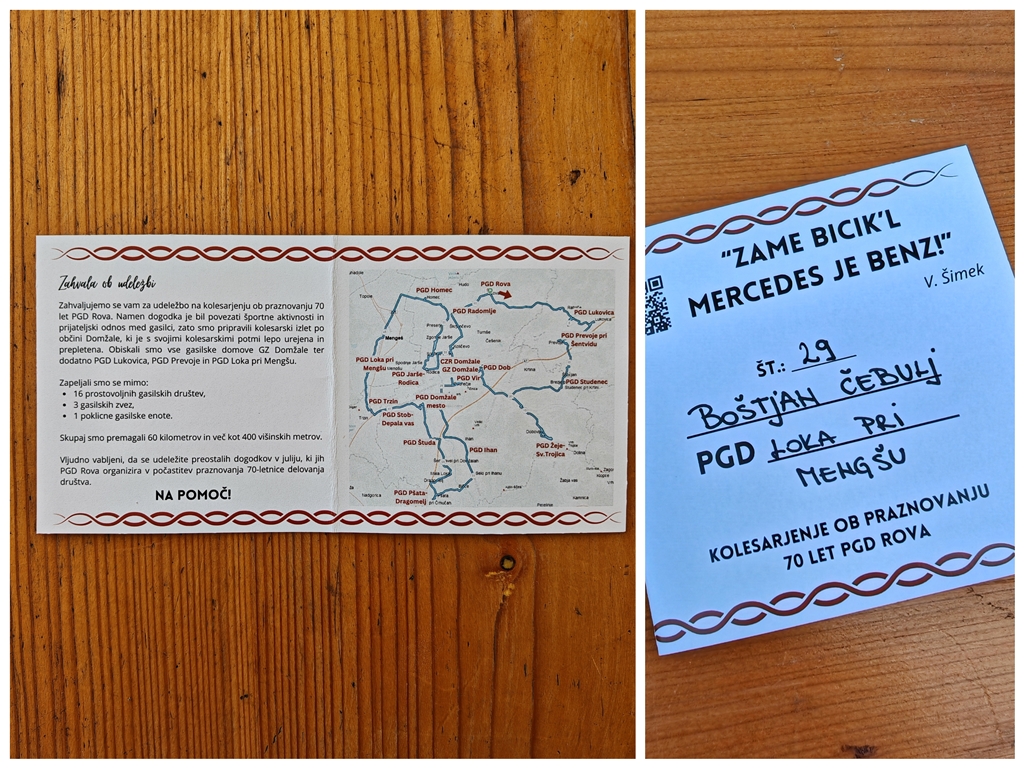 Zahvala ob udeležbi
Zahvaljujemo se vam za udeležbo na kolesarjenju ob praznovanju 70
let PGD Rova. Namen dogodka je bil povezati športne aktivnosti in
prijateljski odnos med gasilci, zato smo pripravili kolesarski izlet po
občini Domžale, ki je s svojimi kolesarskimi potmi lepo urejena in
prepletena. Obiskali smo vse gasilske domove GZ Domžale ter
dodatno PGD Lukovica, PGD Prevoje in PGD Loka pri Mengšu.
Zapeljali smo se mimo:
• 16 prostovoljnih gasilskih društev,
• 3 gasilskih zvez,
• 1 poklicne gasilske enote.
Skupaj smo premagali 60 kilometrov in več kot 400 višinskih metrov.
Vljudno vabljeni, da se udeležite preostalih dogodkov v juliju, ki jih
PGD Rova organizira v počastitev praznovanja 70-letnice delovanja
društva.
NA POMOČ!
PGD Rova
PGD Homec
Homec
PGD Radomlje
PGD Lukovica
Lukovica
PGD Prevoje pri
Šentvidu
Mengeš
PGD Loka pri
Mengšu
PGD Jarše-
Rodica
CZR Domžale
GZ Domžale
PGD Vir
PGD Dob
PGD Studenec
PGD Trzin
PGD Domžale
mesto
PGD Stob-
Depala vas
PGD Študa
PGD Ihan
PGD Žeje-
Sv.Trojica
PGD Pšata-
Dragomelj
"ZAME BICIK'L
MERCEDES JE BENZ!"
V. Šimek
ŠT.: 29
BOŠTJAN ČEBULJ
PGD LOKA PRI
MENGŠU
KOLESARJENJE OB PRAZNOVANJU
70 LET PGD ROVA